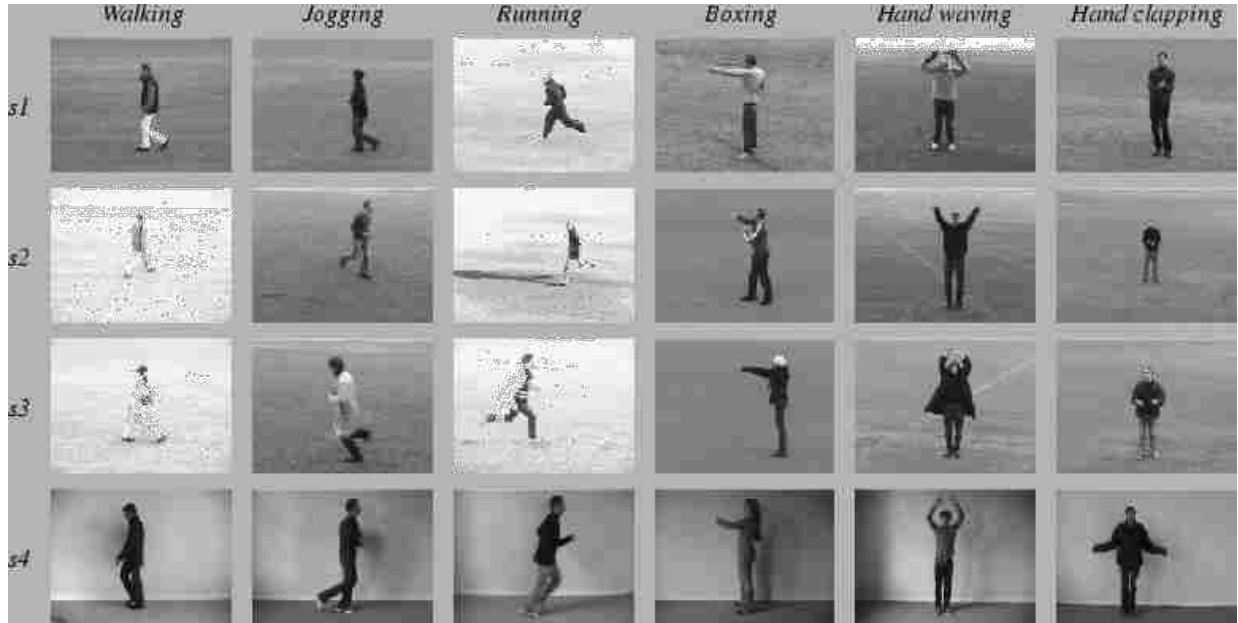 Walking Jogging Running Boxing Hand waving Hand clapping
s1
s2
s3
s4